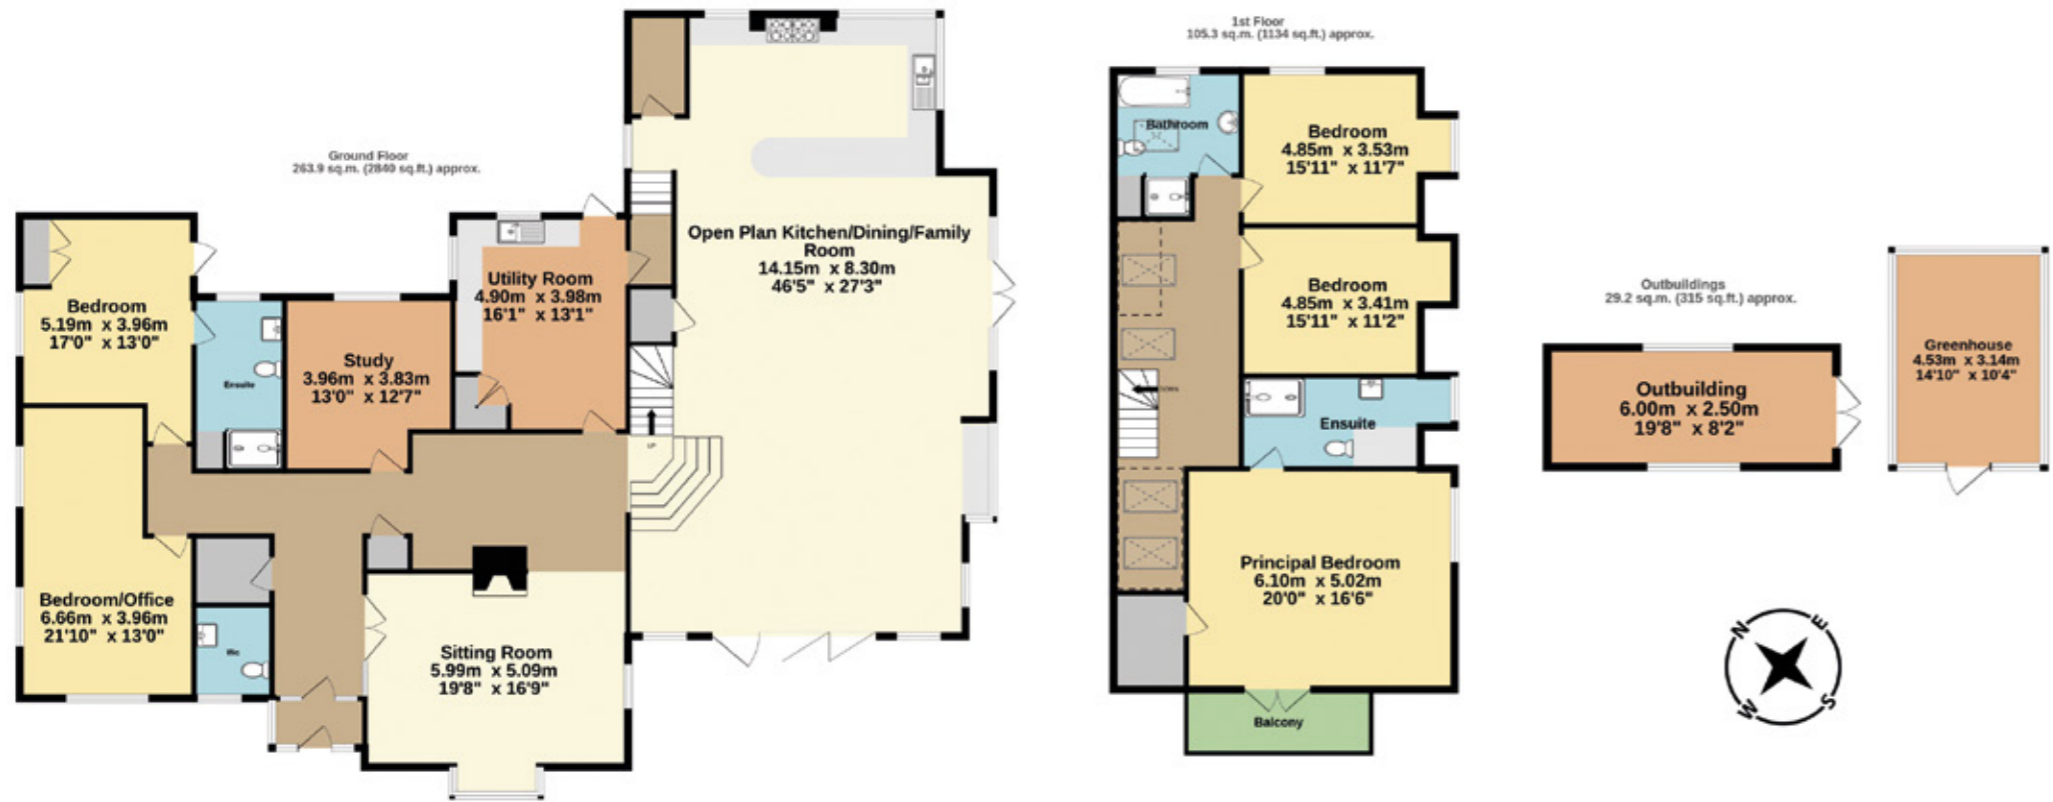 Ground Floor
263.9 sq.m. (2840 sq.ft.) approx.
Bedroom
5.19m x 3.96m
17'0" x 13'0"
Ensuite
Study
3.96m x 3.83m
13'0" x 12'7"
Utility Room
4.90m x 3.98m
16'1" x 13'1"
Open Plan Kitchen/Dining/Family
Room
14.15m x 8.30m
46'5" x 27'3"
UP
Bedroom/Office
6.66m x 3.96m
21'10" x 13'0"
Wc
Sitting Room
5.99m x 5.09m
19'8" x 16'9"
1st Floor
105.3 sq.m. (1134 sq.ft.) approx.
Bathroom
Bedroom
4.85m x 3.53m
15'11" x 11'7"
Bedroom
4.85m x 3.41m
15'11" x 11'2"
Ensuite
Principal Bedroom
6.10m x 5.02m
20'0" x 16'6"
Balcony
Outbuildings
29.2 sq.m. (315 sq.ft.) approx.
Outbuilding
6.00m x 2.50m
19'8" x 8'2"
Greenhouse
4.53m x 3.14m
14'10" x 10'4"
N
E
W
S